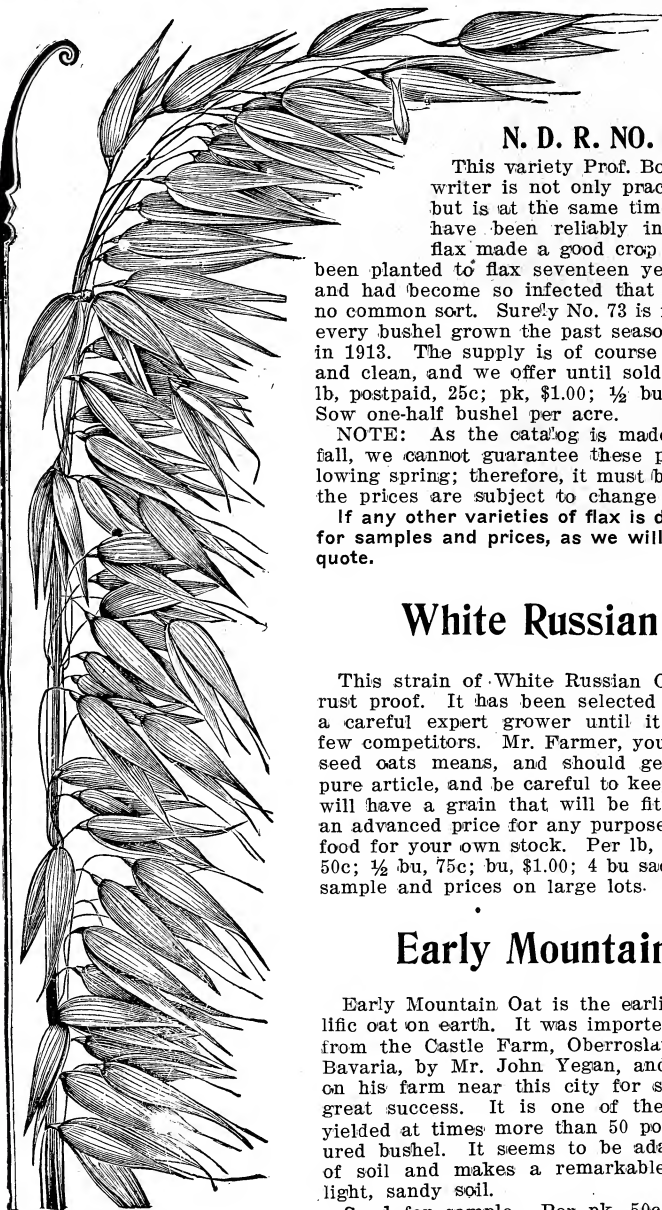 N. D. R. NO.
This variety Prof. Bo
writer is not only prac
but is at the same tim
have been reliably in
flax made a good crop
been planted to flax seventeen ye
and had become so infected that
no common sort. Surely No. 73 is
every bushel grown the past seaso
in 1913. The supply is of course
and clean, and we offer until sold
lb, postpaid, 25c; pk, $1.00; ½ bu
Sow one-half bushel per acre.
NOTE: As the catalog is made
fall, we cannot guarantee these p
lowing spring; therefore, it must b
the prices are subject to change
If any other varieties of flax is d
for samples and prices, as we will
quote.
White Russian
This strain of White Russian O
rust proof. It has been selected
a careful expert grower until it
few competitors. Mr. Farmer, you
seed oats means, and should ge
pure article, and be careful to kee
will have a grain that will be fit
an advanced price for any purpose
food for your own stock. Per lb,
50c; ½ bu, 75c; bu, $1.00; 4 bu sa
sample and prices on large lots.
Early Mountain
Early Mountain Oat is the earli
lific oat on earth. It was importe
from the Castle Farm, Oberrosla
Bavaria, by Mr. John Yegan, and
on his farm near this city for s
great success. It is one of the
yielded at times more than 50 po
ured bushel. It seems to be ada
of soil and makes a remarkable
light, sandy soil.